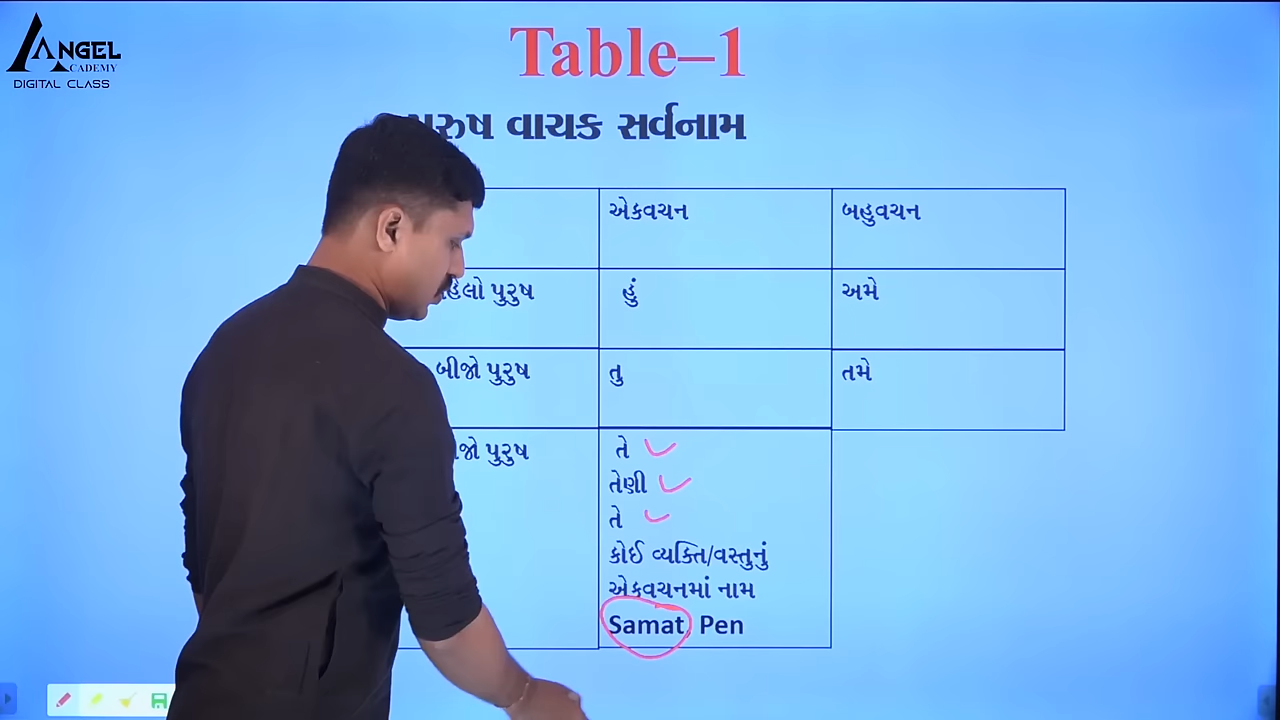 ANGEL
ACADEMY
DIGITAL CLASS
Table–1
વાચક સર્વનામ
એકવચન
બહુવચન
પુરુષ
હું
અમે
બીજો પુરુષ
તુ
તમે
પુરુષ
તે
તેણી
તે
કોઈ વ્યક્તિ/વસ્તુનું
એકવચનમાં નામ
Samat, Pen